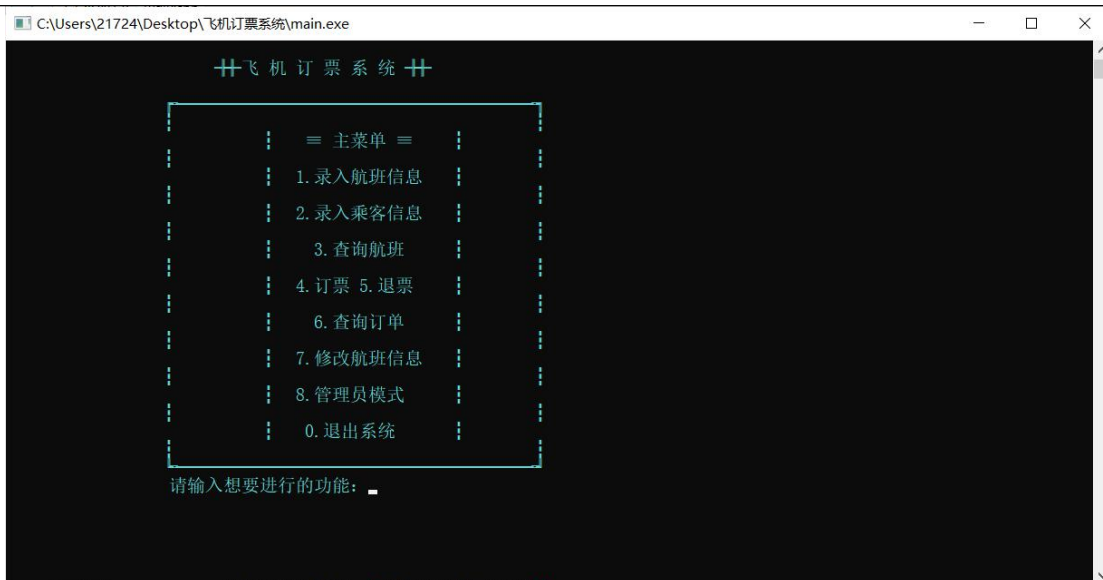 C:\Users\21724\Desktop\飞机订票系统\main.exe
飞 机 订 票 系 统
≡ 主菜单 ≡
1.录入航班信息
2.录入乘客信息
3.查询航班
4.订票 5.退票
6.查询订单
7.修改航班信息
8.管理员模式
0.退出系统
请输入想要进行的功能：